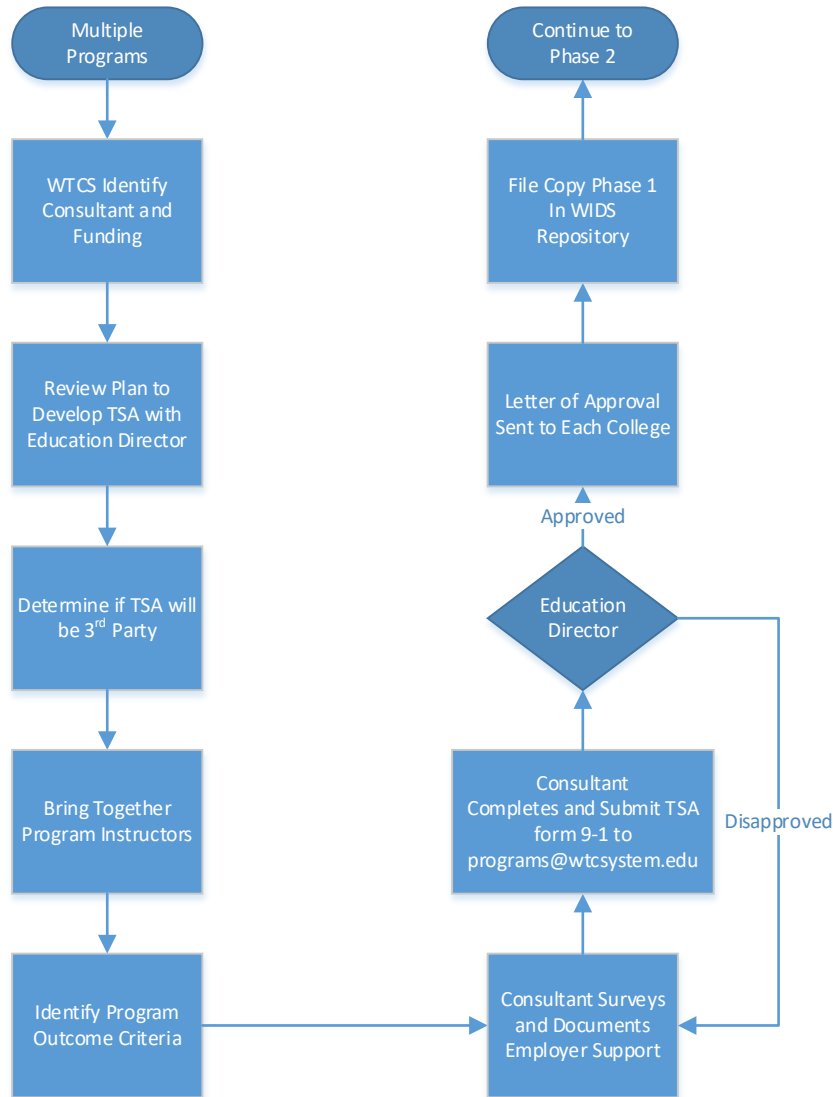 Multiple
Programs
WTCS Identify
Consultant and
Funding
Review Plan to
Develop TSA with
Education Director
Determine if TSA will
be 3rd Party
Bring Together
Program Instructors
Identify Program
Outcome Criteria
Consultant Surveys
and Documents
Employer Support
Consultant
Completes and Submit TSA
form 9-1 to
programs@wtcsystem.edu
Education
Director
Disapproved
Approved
Letter of Approval
Sent to Each College
File Copy Phase 1
In WIDS
Repository
Continue to
Phase 2